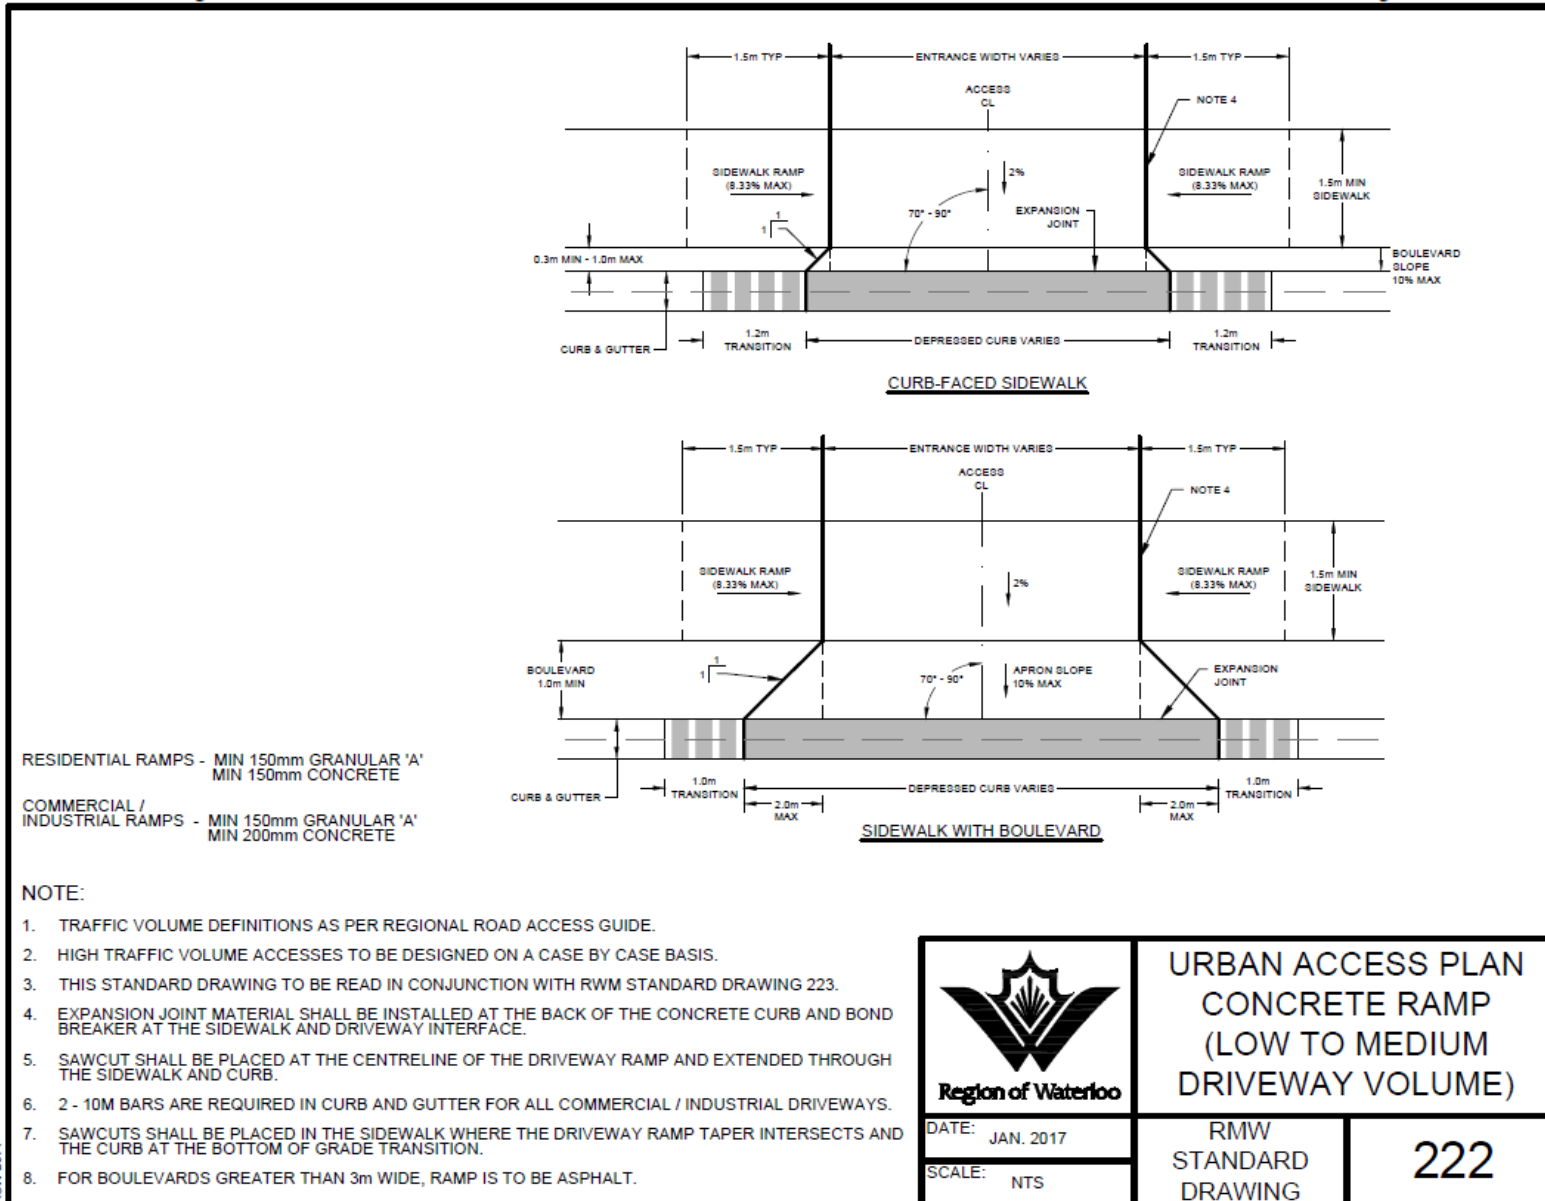 1.5m TYP
ENTRANCE WIDTH VARIES
1.5m TYP
ACCESS
CL
NOTE 4
SIDEWALK RAMP
(8.33% MAX)
2%
SIDEWALK RAMP
(8.33% MAX)
1.5m MIN
SIDEWALK
1
1
70° - 90°
EXPANSION
JOINT
0.3m MIN - 1.0m MAX
BOULEVARD
SLOPE
10% MAX
CURB & GUTTER
1.2m
TRANSITION
DEPRESSED CURB VARIES
1.2m
TRANSITION
CURB-FACED SIDEWALK
1.5m TYP
ENTRANCE WIDTH VARIES
1.5m TYP
ACCESS
CL
NOTE 4
SIDEWALK RAMP
(8.33% MAX)
2%
SIDEWALK RAMP
(8.33% MAX)
1.5m MIN
SIDEWALK
BOULEVARD
1.0m MIN
1
1
70° - 90°
APRON SLOPE
10% MAX
EXPANSION
JOINT
CURB & GUTTER
1.0m
TRANSITION
DEPRESSED CURB VARIES
1.0m
TRANSITION
2.0m
MAX
2.0m
MAX
SIDEWALK WITH BOULEVARD
RESIDENTIAL RAMPS - MIN 150mm GRANULAR 'A'
MIN 150mm CONCRETE
COMMERCIAL /
INDUSTRIAL RAMPS - MIN 150mm GRANULAR 'A'
MIN 200mm CONCRETE
NOTE:
1. TRAFFIC VOLUME DEFINITIONS AS PER REGIONAL ROAD ACCESS GUIDE.
2. HIGH TRAFFIC VOLUME ACCESSES TO BE DESIGNED ON A CASE BY CASE BASIS.
3. THIS STANDARD DRAWING TO BE READ IN CONJUNCTION WITH RWM STANDARD DRAWING 223.
4. EXPANSION JOINT MATERIAL SHALL BE INSTALLED AT THE BACK OF THE CONCRETE CURB AND BOND
BREAKER AT THE SIDEWALK AND DRIVEWAY INTERFACE.
5. SAWCUT SHALL BE PLACED AT THE CENTRELINE OF THE DRIVEWAY RAMP AND EXTENDED THROUGH
THE SIDEWALK AND CURB.
6. 2 - 10M BARS ARE REQUIRED IN CURB AND GUTTER FOR ALL COMMERCIAL / INDUSTRIAL DRIVEWAYS.
7. SAWCUTS SHALL BE PLACED IN THE SIDEWALK WHERE THE DRIVEWAY RAMP TAPER INTERSECTS AND
THE CURB AT THE BOTTOM OF GRADE TRANSITION.
8. FOR BOULEVARDS GREATER THAN 3m WIDE, RAMP IS TO BE ASPHALT.
Region of Waterloo
URBAN ACCESS PLAN
CONCRETE RAMP
(LOW TO MEDIUM
DRIVEWAY VOLUME)
DATE: JAN. 2017
SCALE: NTS
RMW
STANDARD
DRAWING
222